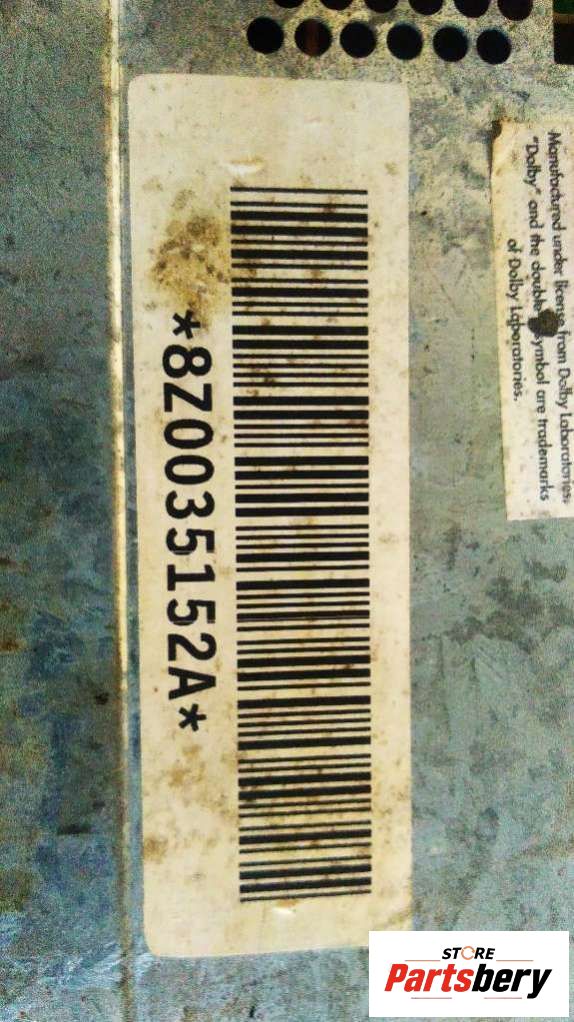 *8Z0035152A*
Manufactured under license from Dolby Laboratories.
"Dolby" and the double symbol are trademarks
of Dolby Laboratories.
STORE
Partsbery